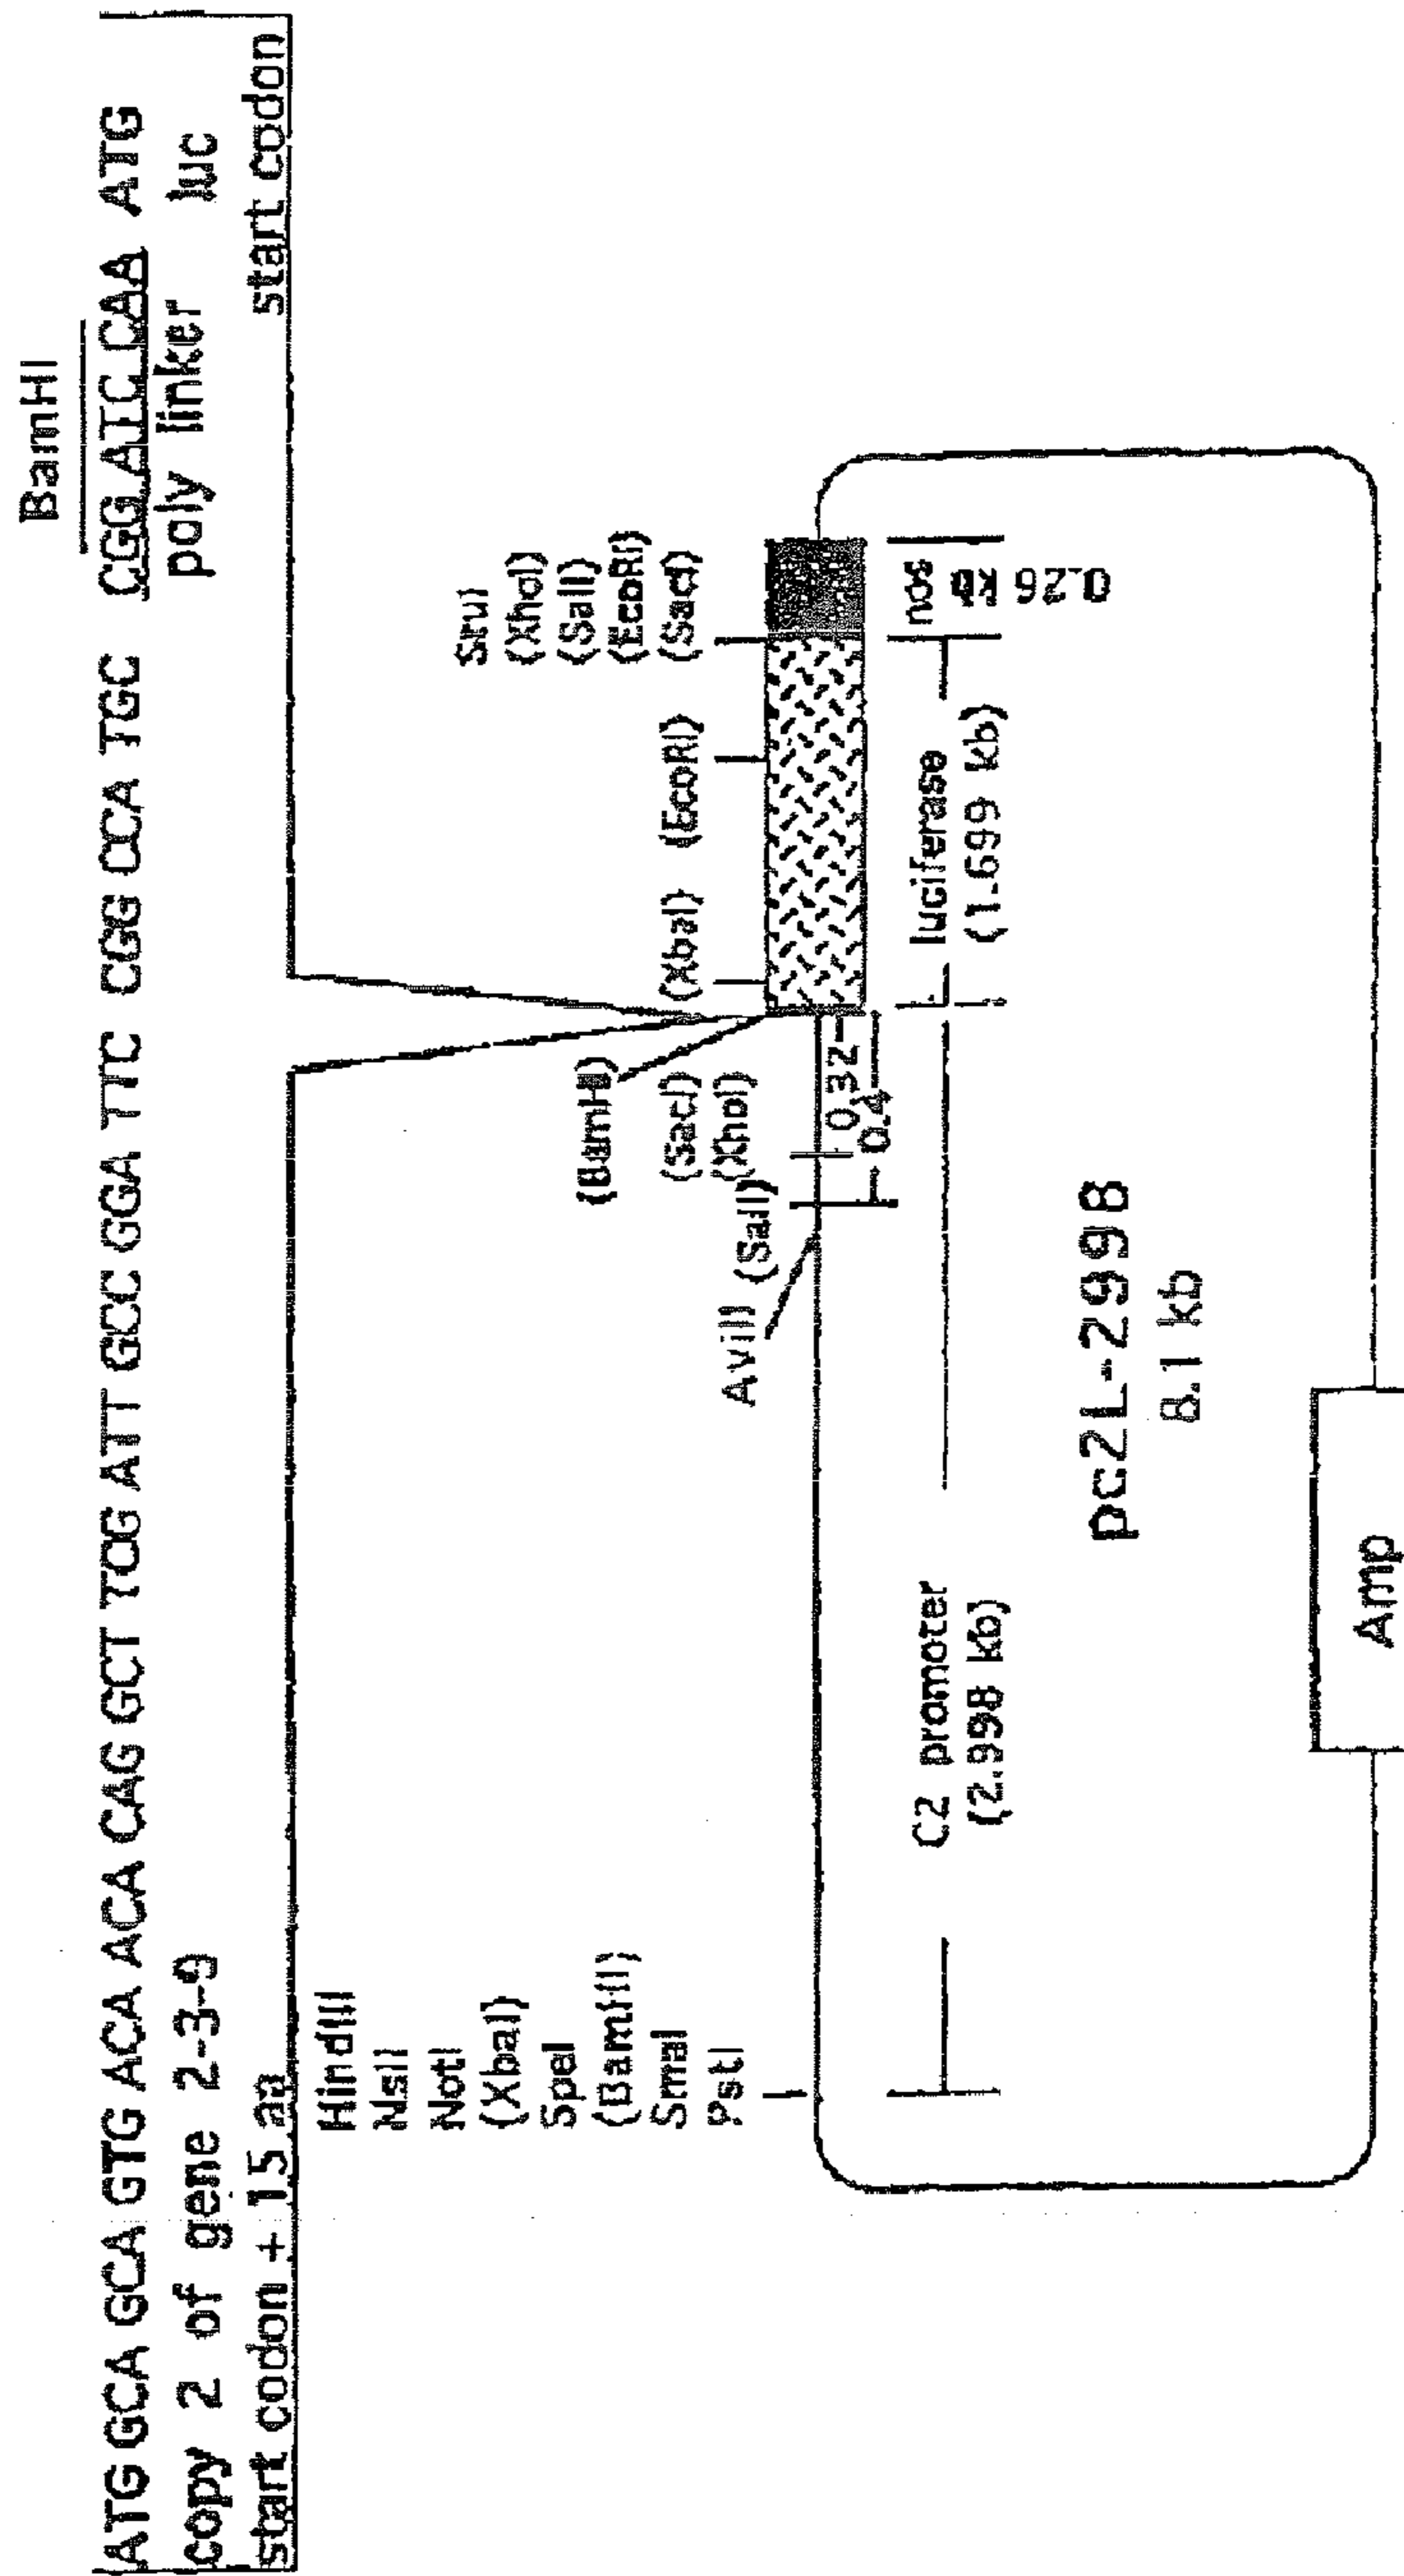 BamHI
ATG GCA GCA GTG ACA ACA CAG GCT TCG ATT GCC GGA TTC CGG CCA TGC CGG ATC CAA ATG
copy 2 of gene 2-3-9 poly linker luc
start codon + 15 aa start codon
HindIII
NsiI
NotI
(XbaI)
SpeI
(BamHI)
SmaI
PstI
AviII
(SalI)
(BamHI)
(SacI)
(XhoI)
(XbaI)
(EcoRI)
StuI
(XhoI)
(SalI)
(EcoRI)
(SacI)
0.32
0.4
C2 promoter
(2.998 kb)
luciferase
(1.699 kb)
nos
0.26 kb
pc2L-2998
8.1 kb
Amp